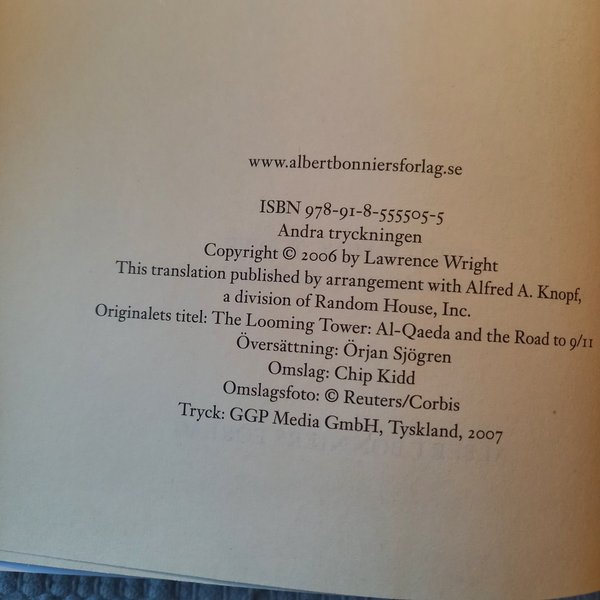 www.albertbonniersforlag.se
ISBN 978-91-8-555505-5
Andra tryckningen
Copyright © 2006 by Lawrence Wright
This translation published by arrangement with Alfred A. Knopf,
a division of Random House, Inc.
Originalets titel: The Looming Tower: Al-Qaeda and the Road to 9/11
Översättning: Örjan Sjögren
Omslag: Chip Kidd
Omslagsfoto: © Reuters/Corbis
Tryck: GGP Media GmbH, Tyskland, 2007